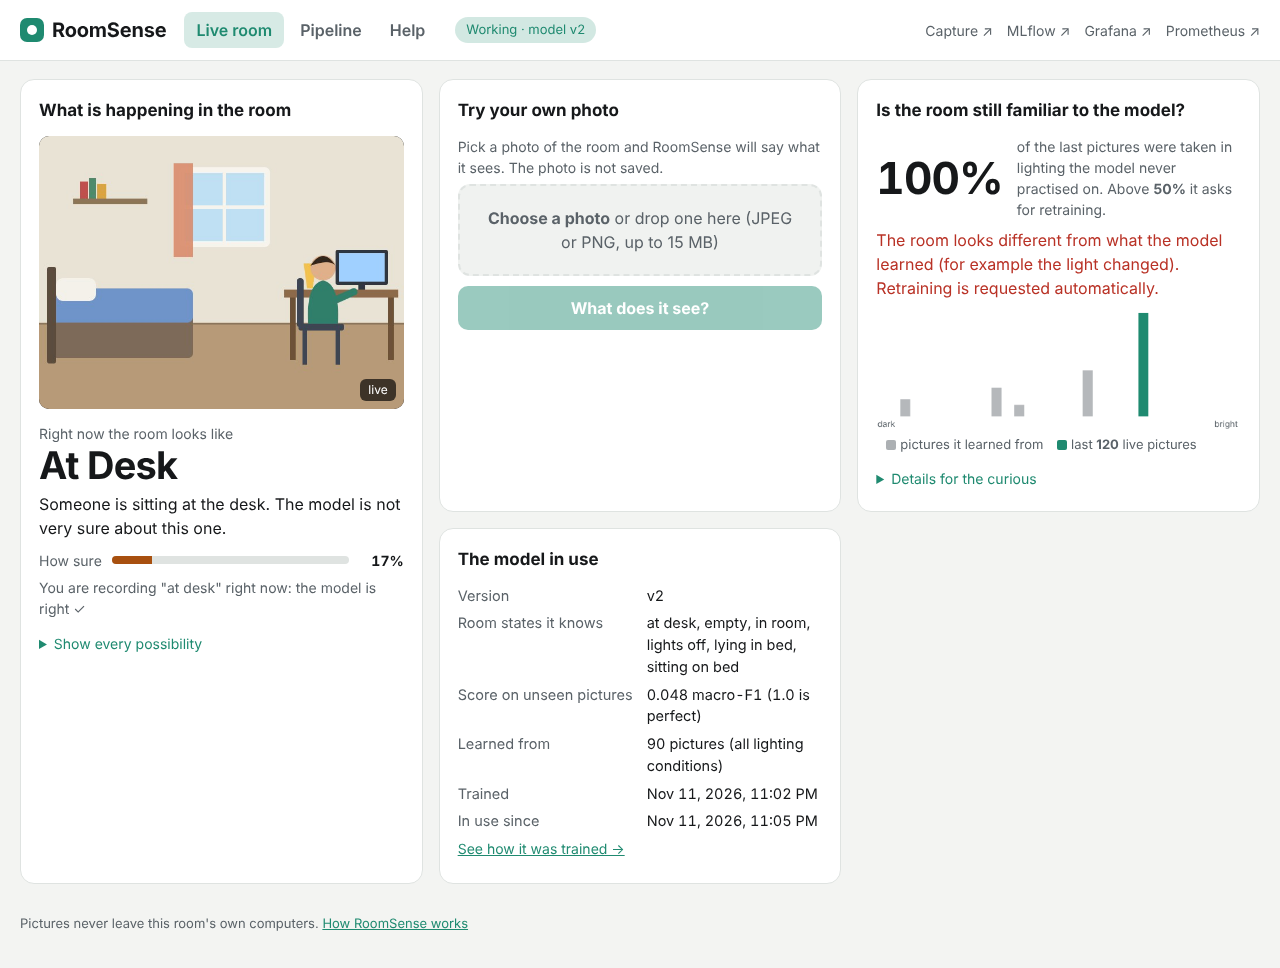 RoomSense
Live room
Pipeline
Help
Working · model v2
Capture ↗
MLflow ↗
Grafana ↗
Prometheus ↗
What is happening in the room
live
Right now the room looks like
At Desk
Someone is sitting at the desk. The model is not
very sure about this one.
How sure
17%
You are recording "at desk" right now: the model is
right ✓
▶ Show every possibility
Try your own photo
Pick a photo of the room and RoomSense will say what
it sees. The photo is not saved.
Choose a photo or drop one here (JPEG
or PNG, up to 15 MB)
What does it see?
Is the room still familiar to the model?
100%
of the last pictures were taken in
lighting the model never
practised on. Above 50% it asks
for retraining.
The room looks different from what the model
learned (for example the light changed).
Retraining is requested automatically.
dark
bright
pictures it learned from
last 120 live pictures
▶ Details for the curious
The model in use
Version v2
Room states it knows at desk, empty, in room,
lights off, lying in bed,
sitting on bed
Score on unseen pictures 0.048 macro-F1 (1.0 is
perfect)
Learned from 90 pictures (all lighting
conditions)
Trained Nov 11, 2026, 11:02 PM
In use since Nov 11, 2026, 11:05 PM
See how it was trained →
Pictures never leave this room's own computers. How RoomSense works